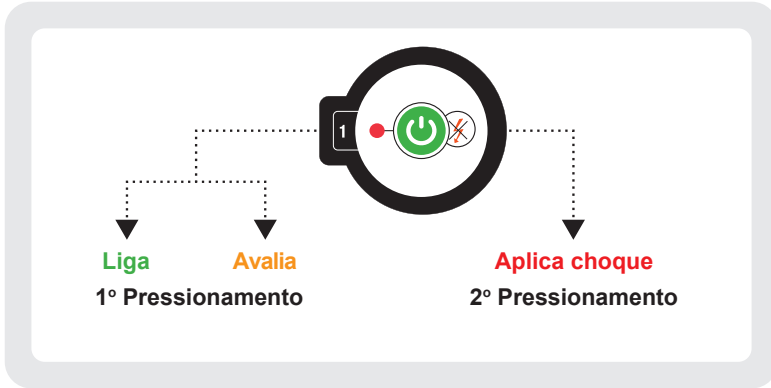 1
Liga
Avalia
Aplica choque
1º Pressionamento
2º Pressionamento